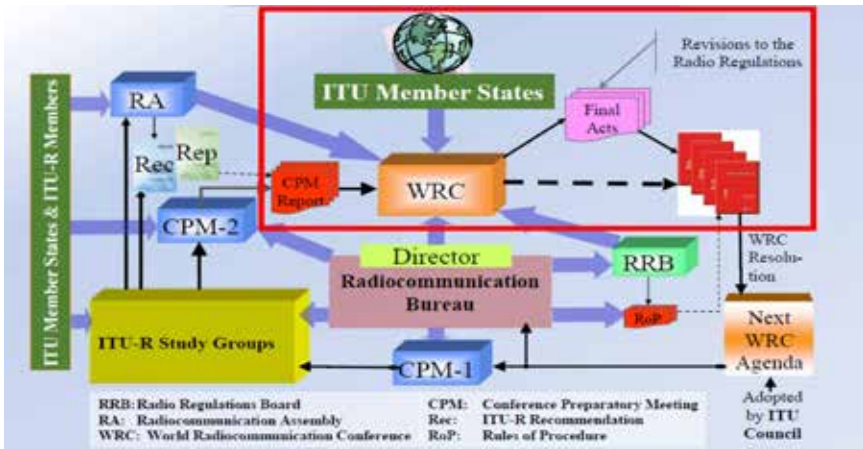 ITU Member States & ITU-R Members
RA
Rec
Rep
CPM-2
CPM
Report
ITU Member States
WRC
Final
Acts
Revisions to the
Radio Regulations
Director
Radiocommunication
Bureau
RRB
RoP
WRC
Resolu-
tion
ITU-R Study Groups
CPM-1
Next
WRC
Agenda
Adopted
by ITU
Council
RRB: Radio Regulations Board
RA: Radiocommunication Assembly
WRC: World Radiocommunication Conference
CPM: Conference Preparatory Meeting
Rec: ITU-R Recommendation
RoP: Rules of Procedure